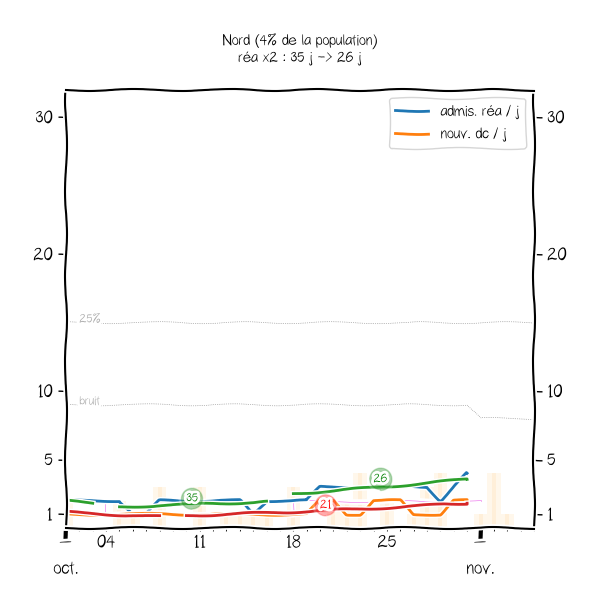 Nord (4% de la population)
réa x2 : 35 j -> 26 j
admis. réa / j
nouv. dc / j
30
30
20
20
25%
10
10
bruit
5
5
26
35
21
1
1
04
11
18
25
oct.
nov.